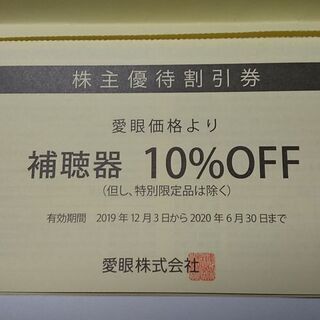 株主優待割引券
愛眼価格より
補聴器 10%OFF
(但し、特別限定品は除く)
有効期間 2019年12月3日から2020年6月30日まで
愛眼株式会社